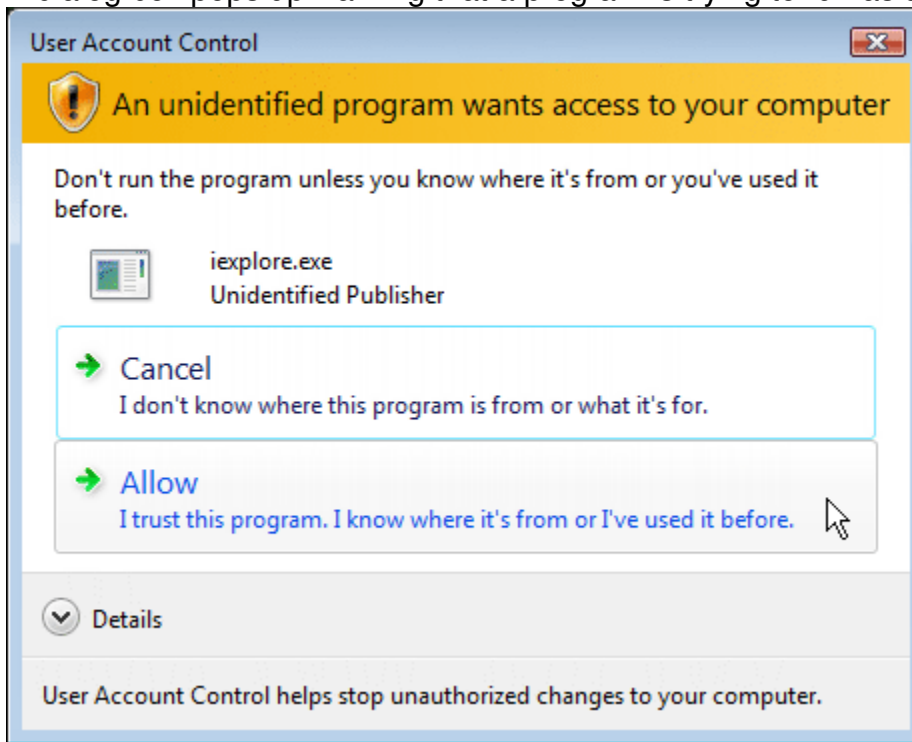 User Account Control
An unidentified program wants access to your computer
Don't run the program unless you know where it's from or you've used it
before.
iexplore.exe
Unidentified Publisher
Cancel
I don't know where this program is from or what it's for.
Allow
I trust this program. I know where it's from or I've used it before.
Details
User Account Control helps stop unauthorized changes to your computer.